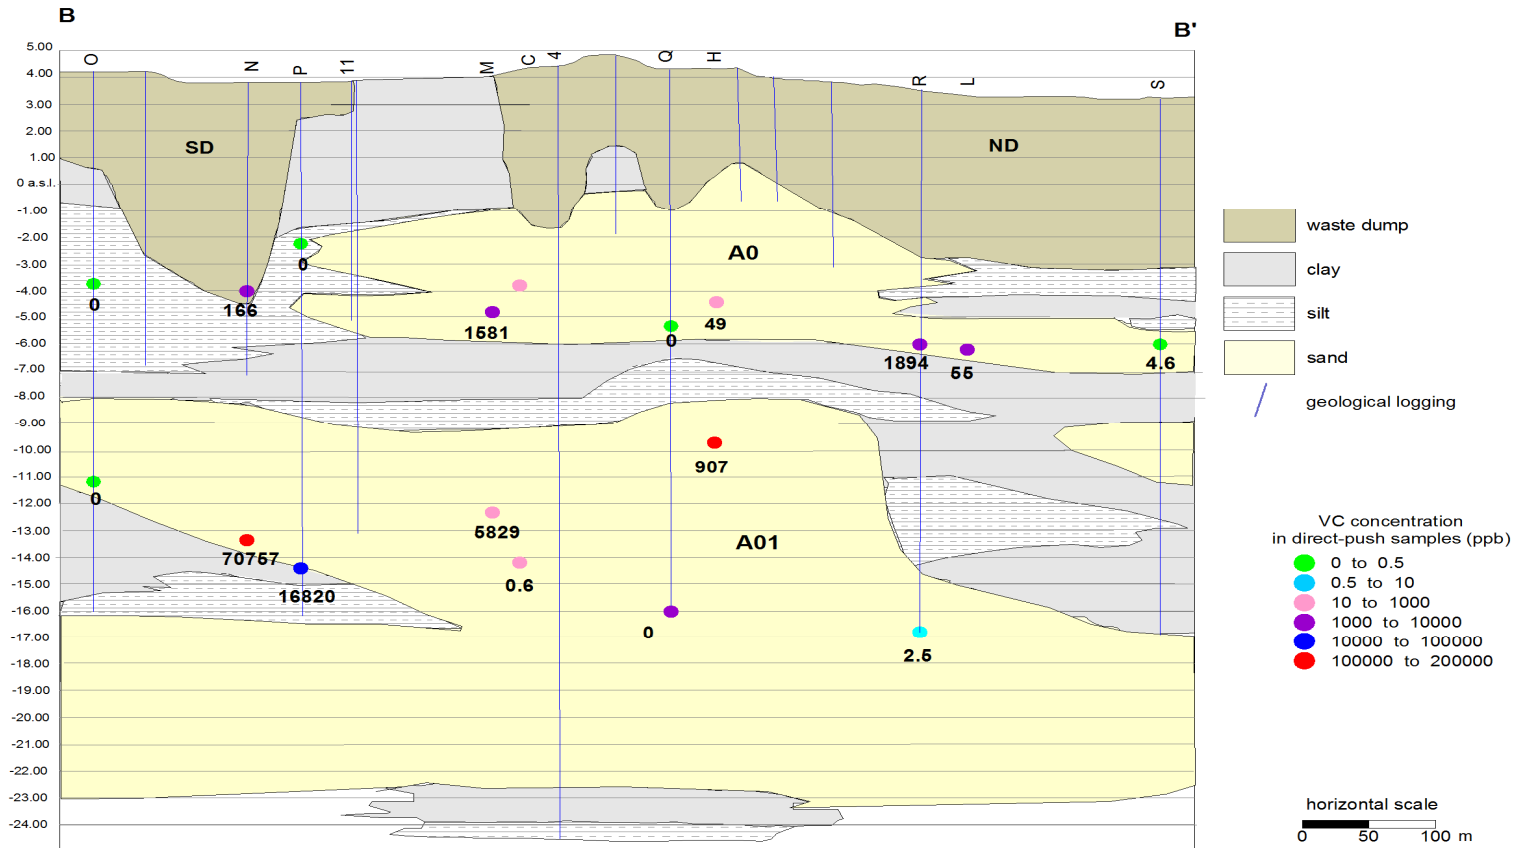 B
B'
5.00
4.00
3.00
2.00
1.00
0 a.s.l.
-1.00
-2.00
-3.00
-4.00
-5.00
-6.00
-7.00
-8.00
-9.00
-10.00
-11.00
-12.00
-13.00
-14.00
-15.00
-16.00
-17.00
-18.00
-19.00
-20.00
-21.00
-22.00
-23.00
-24.00
O
N
P
11
M
C
4
Q
H
R
L
S
SD
ND
A0
A01
0
166
0
1581
0
49
1894
55
4.6
0
70757
16820
5829
0.6
907
0
2.5
waste dump
clay
silt
sand
geological logging
VC concentration
in direct-push samples (ppb)
0 to 0.5
0.5 to 10
10 to 1000
1000 to 10000
10000 to 100000
100000 to 200000
horizontal scale
0 50 100 m